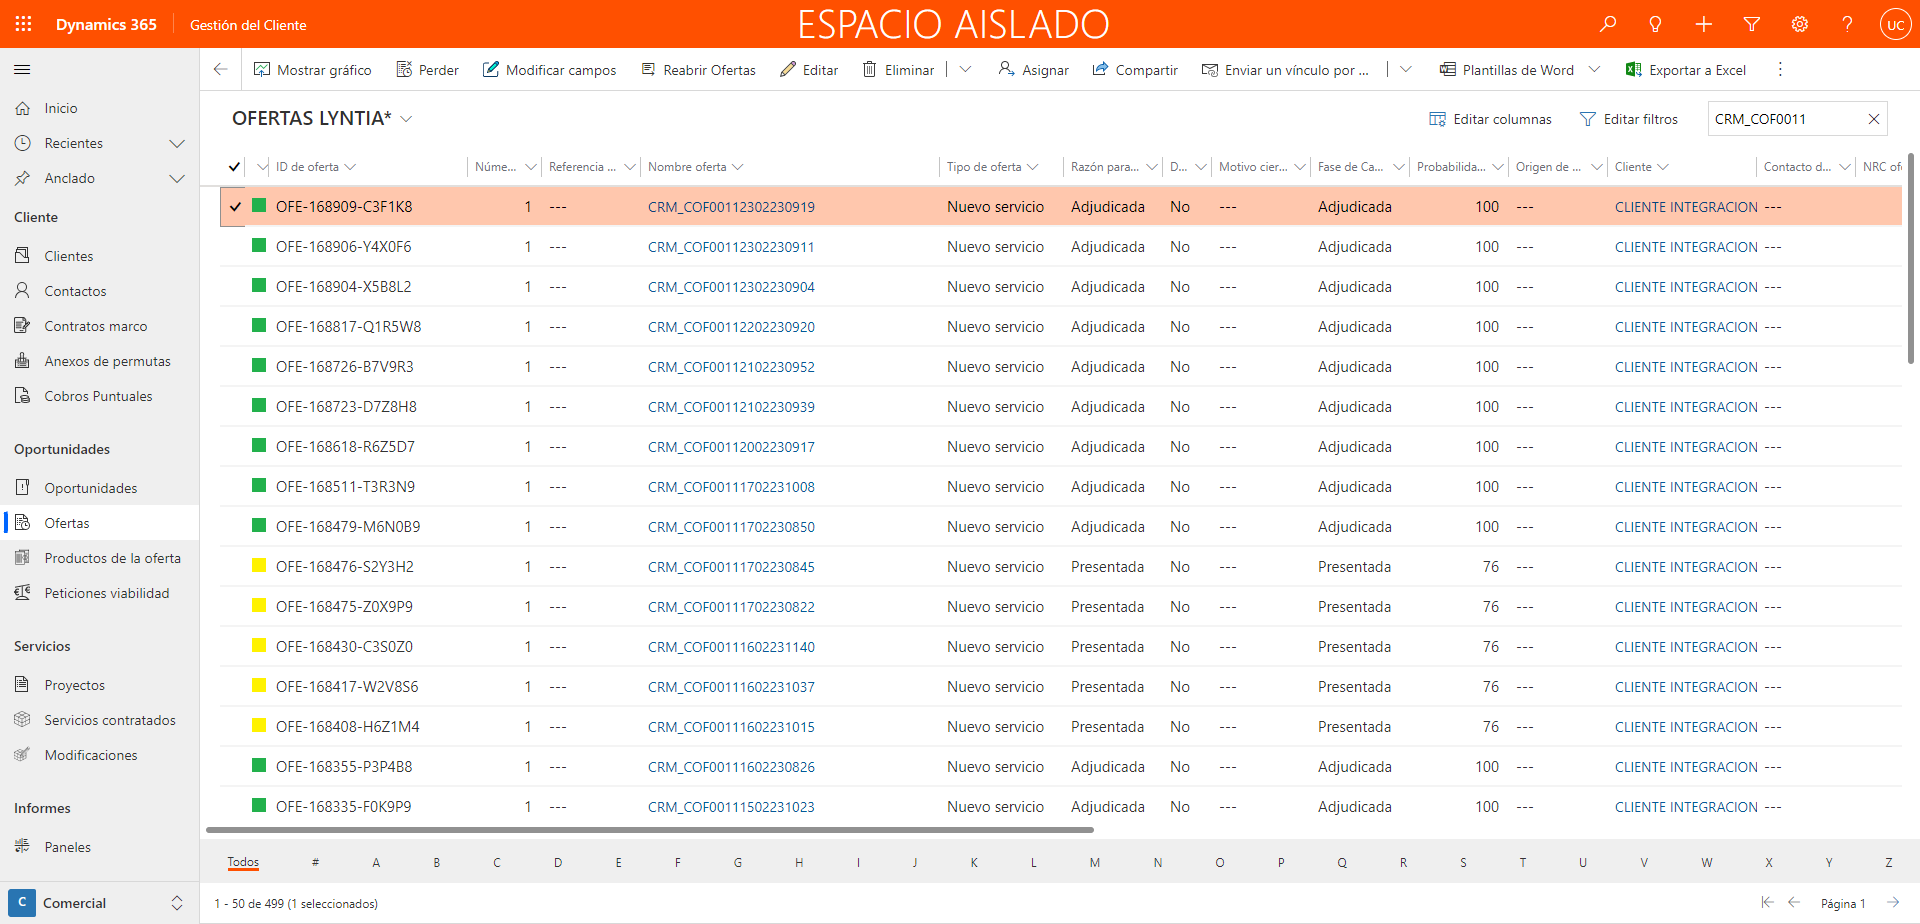 Dynamics 365 Gestión del Cliente ESPACIO AISLADO UC
Mostrar gráfico Perder Modificar campos Reabrir Ofertas Editar Eliminar Asignar Compartir Enviar un vínculo por ... Plantillas de Word Exportar a Excel
Inicio
Recientes
Anclado
Cliente
Clientes
Contactos
Contratos marco
Anexos de permutas
Cobros Puntuales
Oportunidades
Oportunidades
Ofertas
Productos de la oferta
Peticiones viabilidad
Servicios
Proyectos
Servicios contratados
Modificaciones
Informes
Paneles
C Comercial
OFERTAS LYNTIA* Editar columnas Editar filtros CRM_COF0011
ID de oferta Núme... Referencia ... Nombre oferta Tipo de oferta Razón para... D... Motivo cier... Fase de Ca... Probabilida... Origen de ... Cliente Contacto d... NRC of
OFE-168909-C3F1K8 1 --- CRM_COF00112302230919 Nuevo servicio Adjudicada No --- Adjudicada 100 --- CLIENTE INTEGRACION ---
OFE-168906-Y4X0F6 1 --- CRM_COF00112302230911 Nuevo servicio Adjudicada No --- Adjudicada 100 --- CLIENTE INTEGRACION ---
OFE-168904-X5B8L2 1 --- CRM_COF00112302230904 Nuevo servicio Adjudicada No --- Adjudicada 100 --- CLIENTE INTEGRACION ---
OFE-168817-Q1R5W8 1 --- CRM_COF00112202230920 Nuevo servicio Adjudicada No --- Adjudicada 100 --- CLIENTE INTEGRACION ---
OFE-168726-B7V9R3 1 --- CRM_COF00112102230952 Nuevo servicio Adjudicada No --- Adjudicada 100 --- CLIENTE INTEGRACION ---
OFE-168723-D7Z8H8 1 --- CRM_COF00112102230939 Nuevo servicio Adjudicada No --- Adjudicada 100 --- CLIENTE INTEGRACION ---
OFE-168618-R6Z5D7 1 --- CRM_COF00112002230917 Nuevo servicio Adjudicada No --- Adjudicada 100 --- CLIENTE INTEGRACION ---
OFE-168511-T3R3N9 1 --- CRM_COF00111702231008 Nuevo servicio Adjudicada No --- Adjudicada 100 --- CLIENTE INTEGRACION ---
OFE-168479-M6N0B9 1 --- CRM_COF00111702230850 Nuevo servicio Adjudicada No --- Adjudicada 100 --- CLIENTE INTEGRACION ---
OFE-168476-S2Y3H2 1 --- CRM_COF00111702230845 Nuevo servicio Presentada No --- Presentada 76 --- CLIENTE INTEGRACION ---
OFE-168475-Z0X9P9 1 --- CRM_COF00111702230822 Nuevo servicio Presentada No --- Presentada 76 --- CLIENTE INTEGRACION ---
OFE-168430-C3S0Z0 1 --- CRM_COF00111602231140 Nuevo servicio Presentada No --- Presentada 76 --- CLIENTE INTEGRACION ---
OFE-168417-W2V8S6 1 --- CRM_COF00111602231037 Nuevo servicio Presentada No --- Presentada 76 --- CLIENTE INTEGRACION ---
OFE-168408-H6Z1M4 1 --- CRM_COF00111602231015 Nuevo servicio Presentada No --- Presentada 76 --- CLIENTE INTEGRACION ---
OFE-168355-P3P4B8 1 --- CRM_COF00111602230826 Nuevo servicio Adjudicada No --- Adjudicada 100 --- CLIENTE INTEGRACION ---
OFE-168335-F0K9P9 1 --- CRM_COF00111502231023 Nuevo servicio Adjudicada No --- Adjudicada 100 --- CLIENTE INTEGRACION ---
Todos # A B C D E F G H I J K L M N O P Q R S T U V W X Y Z
1 - 50 de 499 (1 seleccionados) Página 1